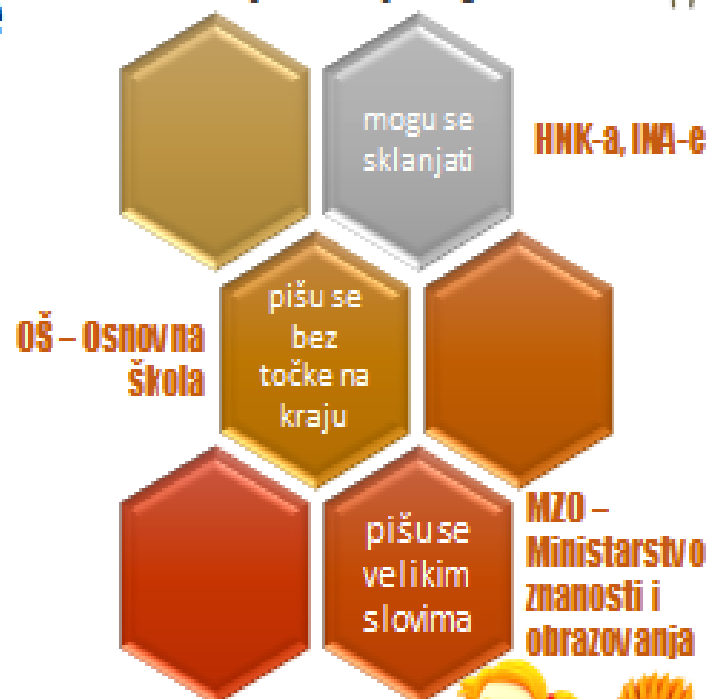 mogu se
sklanjati
HNK-a, INA-e
pišu se
bez
točke na
kraju
OŠ – Osnovna
škola
pišu se
velikim
slovima
MZO –
Ministarstvo
znanosti i
obrazovanja